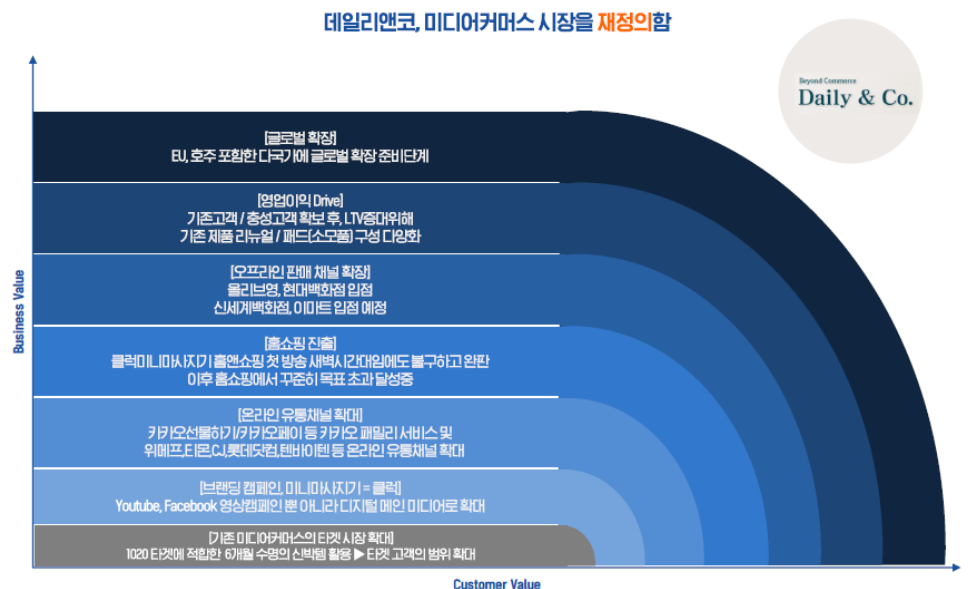 데일리앤코, 미디어커머스 시장을 재정의함
Beyond Commerce
Daily & Co.
[글로벌 확장]
EU, 호주 포함한 다국가에 글로벌 확장 준비단계
[영업이익 Drive]
기존고객 / 충성고객 확보 후, LTV증대위해
기존 제품 리뉴얼 / 패드(소모품) 구성 다양화
[오프라인 판매 채널 확장]
올리브영, 현대백화점 입점
신세계백화점, 이마트 입점 예정
[홈쇼핑 진출]
클럭미니마사지기 홈앤쇼핑 첫 방송 새벽시간대임에도 불구하고 완판
이후 홈쇼핑에서 꾸준히 목표 초과 달성중
[온라인 유통채널 확대]
카카오선물하기/카카오페이 등 카카오 패밀리 서비스 및
위메프,티몬,CJ,롯데닷컴,텐바이텐 등 온라인 유통채널 확대
[브랜딩 캠페인, 미니마사지기 = 클럭]
Youtube, Facebook 영상캠페인 뿐 아니라 디지털 메인 미디어로 확대
[기존 미디어커머스의 타겟 시장 확대]
1020 타겟에 적합한 6개월 수명의 신박템 활용 ▶ 타겟 고객의 범위 확대
Business Value
Customer Value